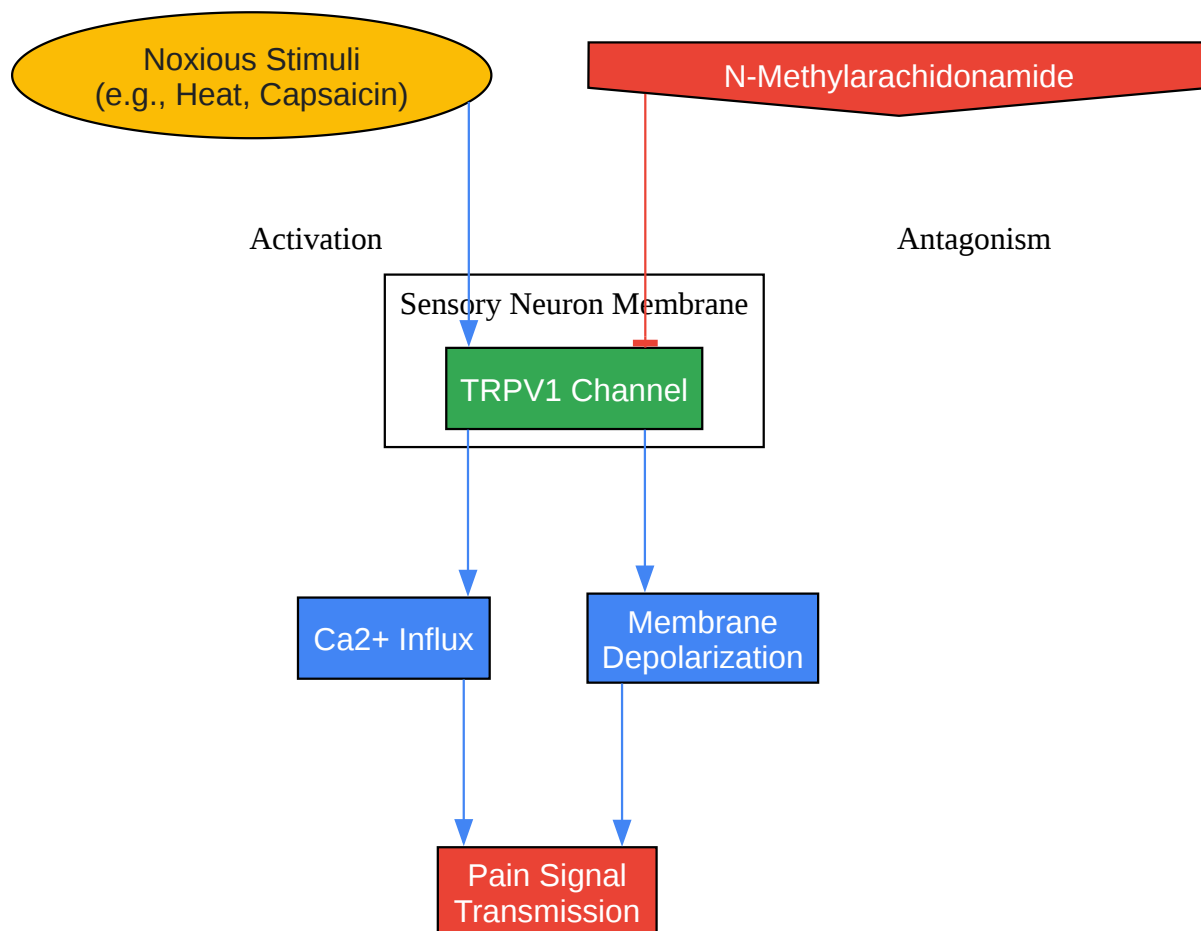 Noxious Stimuli
(e.g., Heat, Capsaicin)
N-Methylarachidonamide
Activation
Antagonism
Sensory Neuron Membrane
TRPV1 Channel
Ca2+ Influx
Membrane
Depolarization
Pain Signal
Transmission